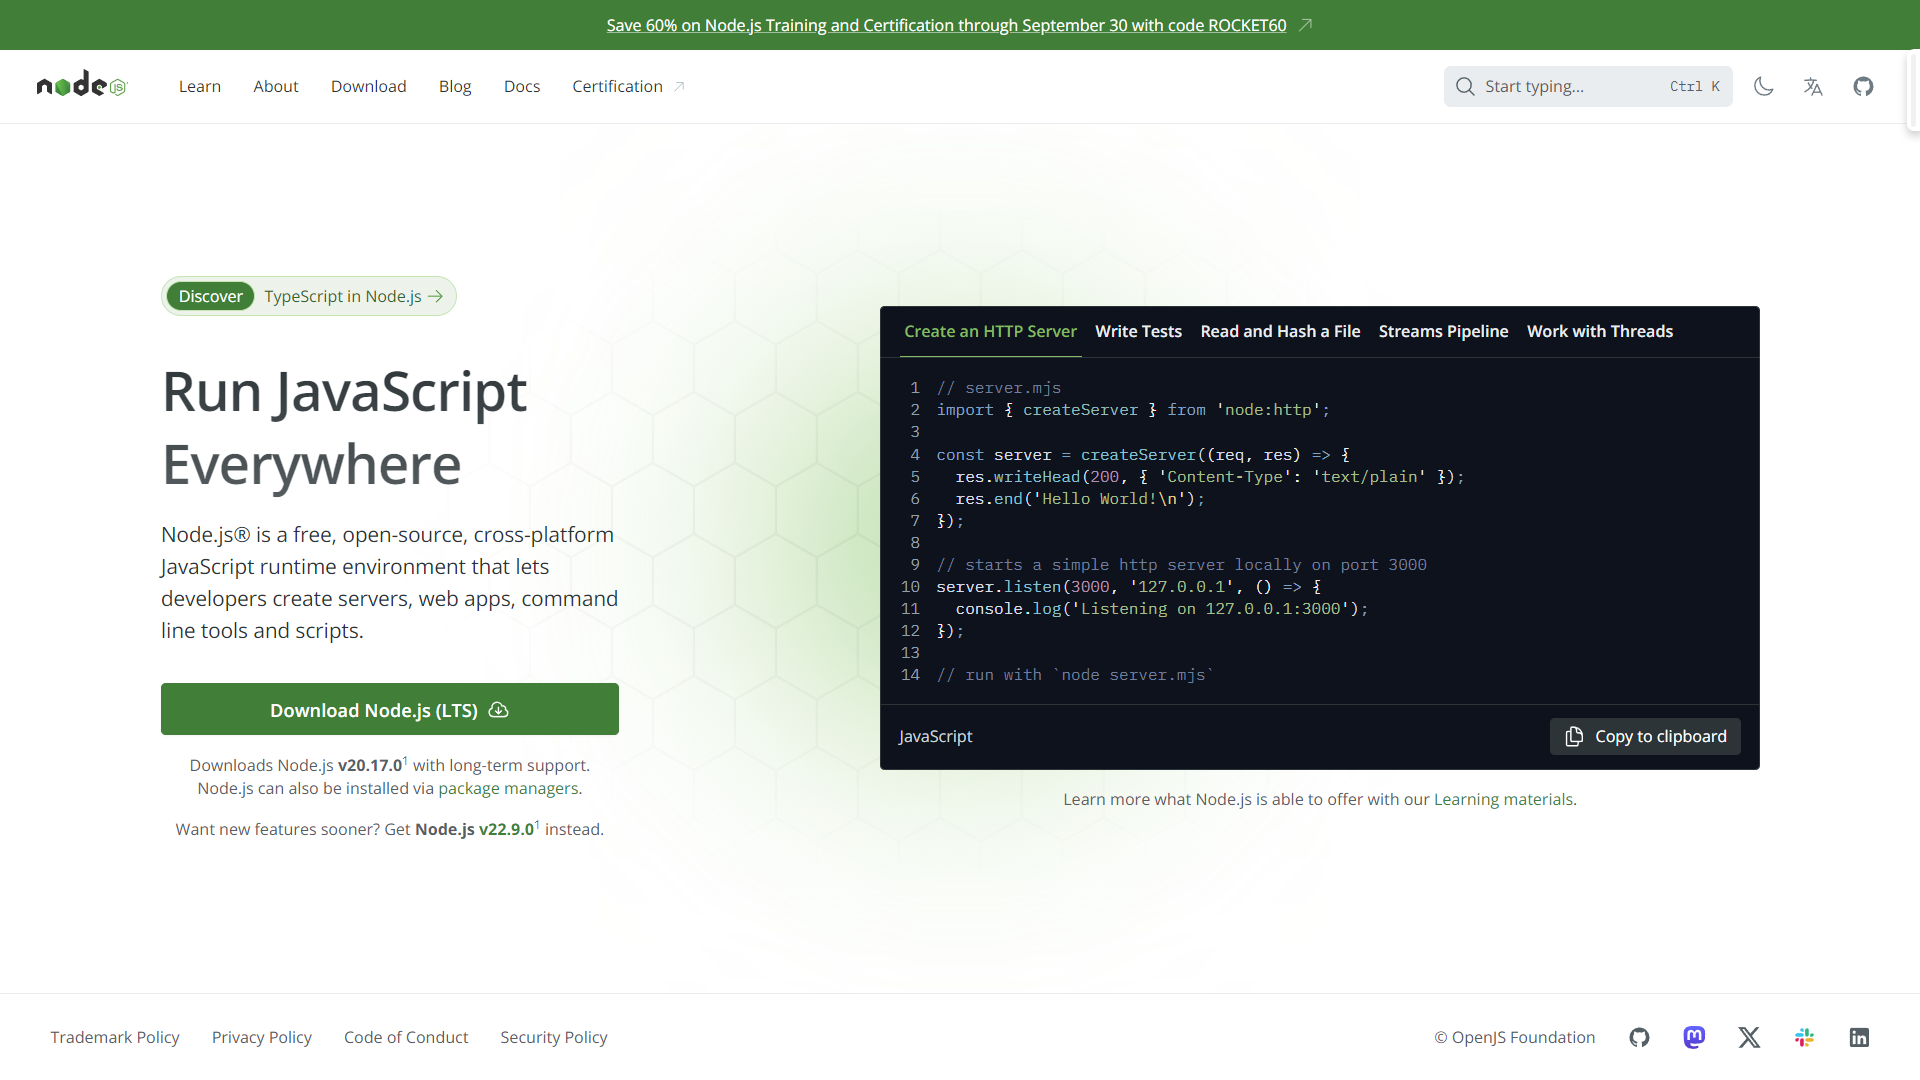 Save 60% on Node.js Training and Certification through September 30 with code ROCKET60
node JS
Learn
About
Download
Blog
Docs
Certification
Start typing...
Ctrl K
Discover
TypeScript in Node.js
Run JavaScript
Everywhere
Node.js® is a free, open-source, cross-platform
JavaScript runtime environment that lets
developers create servers, web apps, command
line tools and scripts.
Download Node.js (LTS)
Downloads Node.js v20.17.0¹ with long-term support.
Node.js can also be installed via package managers.
Want new features sooner? Get Node.js v22.9.0¹ instead.
Create an HTTP Server
Write Tests
Read and Hash a File
Streams Pipeline
Work with Threads
1 // server.mjs
2 import { createServer } from 'node:http';
3
4 const server = createServer((req, res) => {
5   res.writeHead(200, { 'Content-Type': 'text/plain' });
6   res.end('Hello World!\n');
7 });
8
9 // starts a simple http server locally on port 3000
10 server.listen(3000, '127.0.0.1', () => {
11   console.log('Listening on 127.0.0.1:3000');
12 });
13
14 // run with `node server.mjs`
JavaScript
Copy to clipboard
Learn more what Node.js is able to offer with our Learning materials.
Trademark Policy
Privacy Policy
Code of Conduct
Security Policy
© OpenJS Foundation